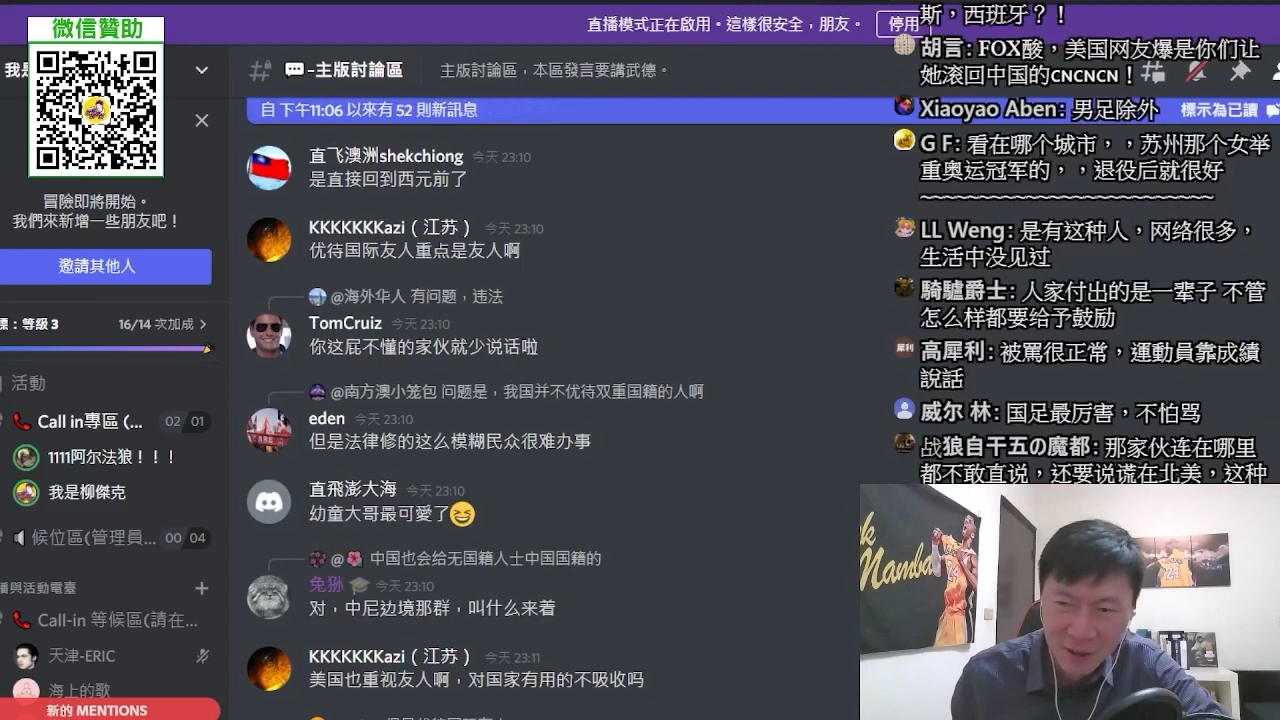 微信贊助
直播模式正在啟用。這樣很安全，朋友。
停用
我是
💬-主版討論區
主版討論區，本區發言要講武德。
自 下午11:06 以來有 52 則新訊息
標示為已讀
冒險即將開始。
我們來新增一些朋友吧！
邀請其他人
標：等級 3
16/14 次加成 >
活動
Call in專區 (...
02 01
1111阿尔法狼！！！
我是柳傑克
候位區(管理員...
00 04
播與活動電臺
Call-in 等候區(請在...
天津-ERIC
海上的歌
新的 MENTIONS
直飞澳洲shekchiong 今天 23:10
是直接回到西元前了
KKKKKKKazi（江苏） 今天 23:10
优待国际友人重点是友人啊
@海外华人 有问题，违法
TomCruiz 今天 23:10
你这屁不懂的家伙就少说话啦
@南方澳小笼包 问题是，我国并不优待双重国籍的人啊
eden 今天 23:10
但是法律修的这么模糊民众很难办事
直飛澎大海 今天 23:10
幼童大哥最可愛了😆
@🌺 中国也会给无国籍人士中国国籍的
兔狲 🎓 今天 23:10
对，中尼边境那群，叫什么来着
KKKKKKKazi（江苏） 今天 23:11
美国也重视友人啊，对国家有用的不吸收吗
斯，西班牙？！
胡言: FOX酸，美国网友爆是你们让
她滚回中国的CNCNCN！
Xiaoyao Aben: 男足除外
G F: 看在哪个城市，，苏州那个女举
重奥运冠军的，，退役后就很好
~~~~~~~~~~~~~~~~~~~~~~~~
LL Weng: 是有这种人，网络很多，
生活中没见过
騎驢爵士: 人家付出的是一輩子 不管
怎么样都要给予鼓励
高犀利: 被罵很正常，運動員靠成績
說話
威尔 林: 国足最厉害，不怕骂
战狼自干五の魔都: 那家伙连在哪里
都不敢直说，还要说谎在北美，这种
Mamba
24